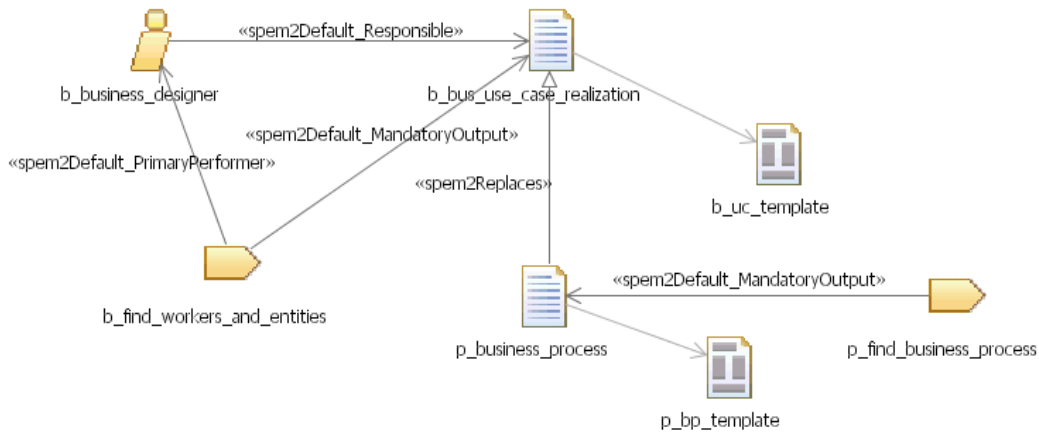 «spem2Default_Responsible»
b_business_designer
b_bus_use_case_realization
«spem2Default_MandatoryOutput»
«spem2Default_PrimaryPerformer»
«spem2Replaces»
b_uc_template
«spem2Default_MandatoryOutput»
b_find_workers_and_entities
p_business_process
p_find_business_process
p_bp_template